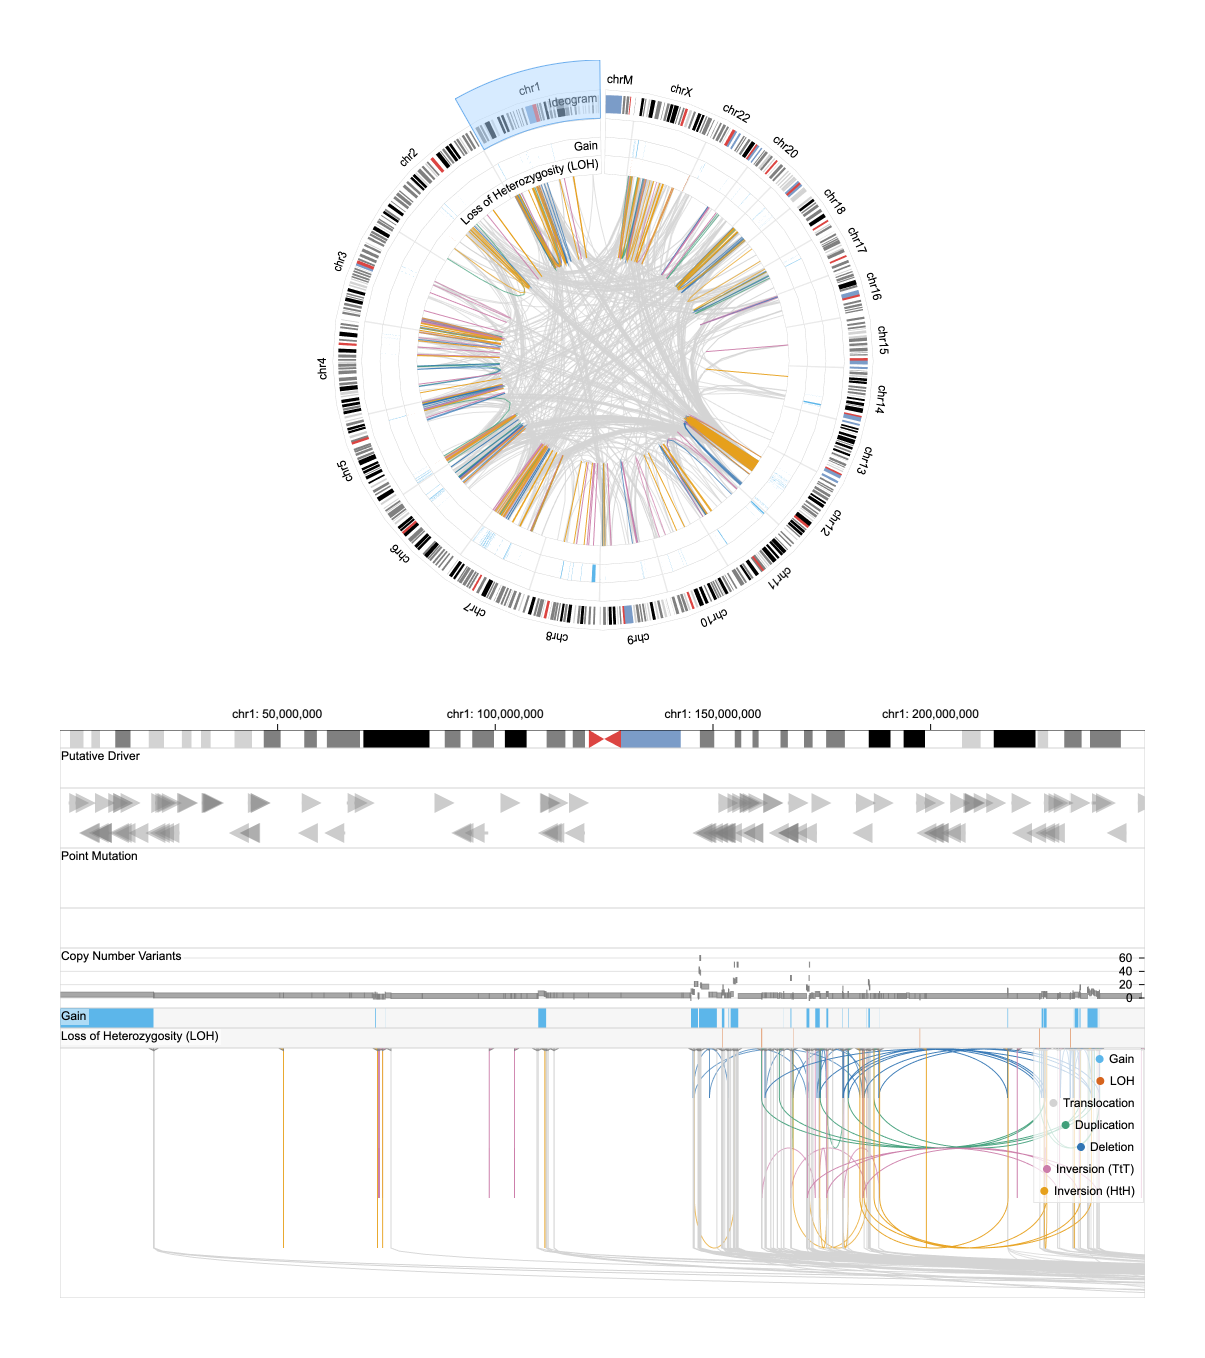 chr1
Ideogram
chrM
chrX
chr22
chr20
chr18
chr17
chr16
chr15
chr14
chr13
chr12
chr11
chr10
chr9
chr8
chr7
chr6
chr5
chr4
chr3
chr2
Gain
Loss of Heterozygosity (LOH)
chr1: 50,000,000 chr1: 100,000,000 chr1: 150,000,000 chr1: 200,000,000
Putative Driver
Point Mutation
Copy Number Variants
60
40
20
0
Gain
Loss of Heterozygosity (LOH)
Gain
LOH
Translocation
Duplication
Deletion
Inversion (TtT)
Inversion (HtH)